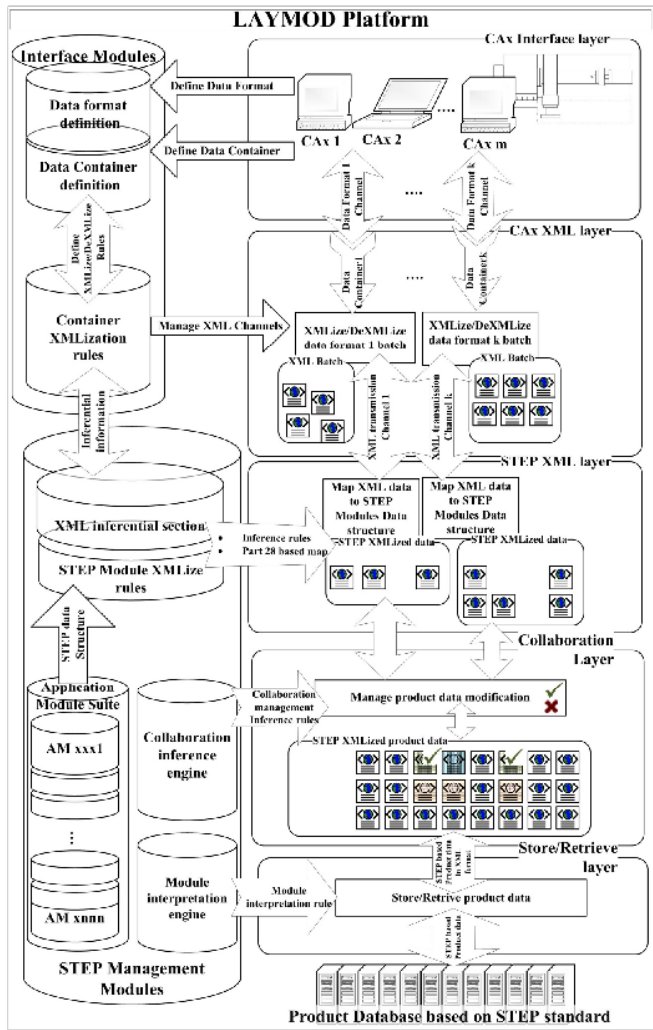 LAYMOD Platform
Interface Modules
Data format
definition
Data Container
definition
Define Data Format
Define Data Container
CAx Interface layer
CAx 1
CAx 2
....
CAx m
Data Format 1
Channel
....
Data Format k
Channel
CAx XML layer
Define
XMLize/DeXMLize
Rules
Data
Container1
....
Data
Containerk
Container
XMLization
rules
Manage XML Channels
XMLize/DeXMLize
data format 1 batch
XMLize/DeXMLize
data format k batch
XML Batch
XML Batch
XML transmission
Channel 1
XML transmission
Channel k
Inferential
Information
STEP XML layer
Map XML data
to STEP
Modules Data
structure
Map XML data
to STEP
Modules Data
structure
XML inferential section
STEP Module XMLize
rules
• Inference rules
• Part 28 based map
STEP XMLized data
STEP XMLized data
STEP data
Structure
Collaboration
Layer
Application
Module Suite
AM xxx1
⋮
AM xnnn
Collaboration
inference
engine
Collaboration
management
Inference rules
Manage product data modification
STEP XMLized product data
Store/Retrieve
layer
STEP based
Product data
in XML
format
Module
interpretation
engine
Module
interpretation rule
Store/Retrive product data
STEP based
Product data
STEP Management
Modules
Product Database based on STEP standard